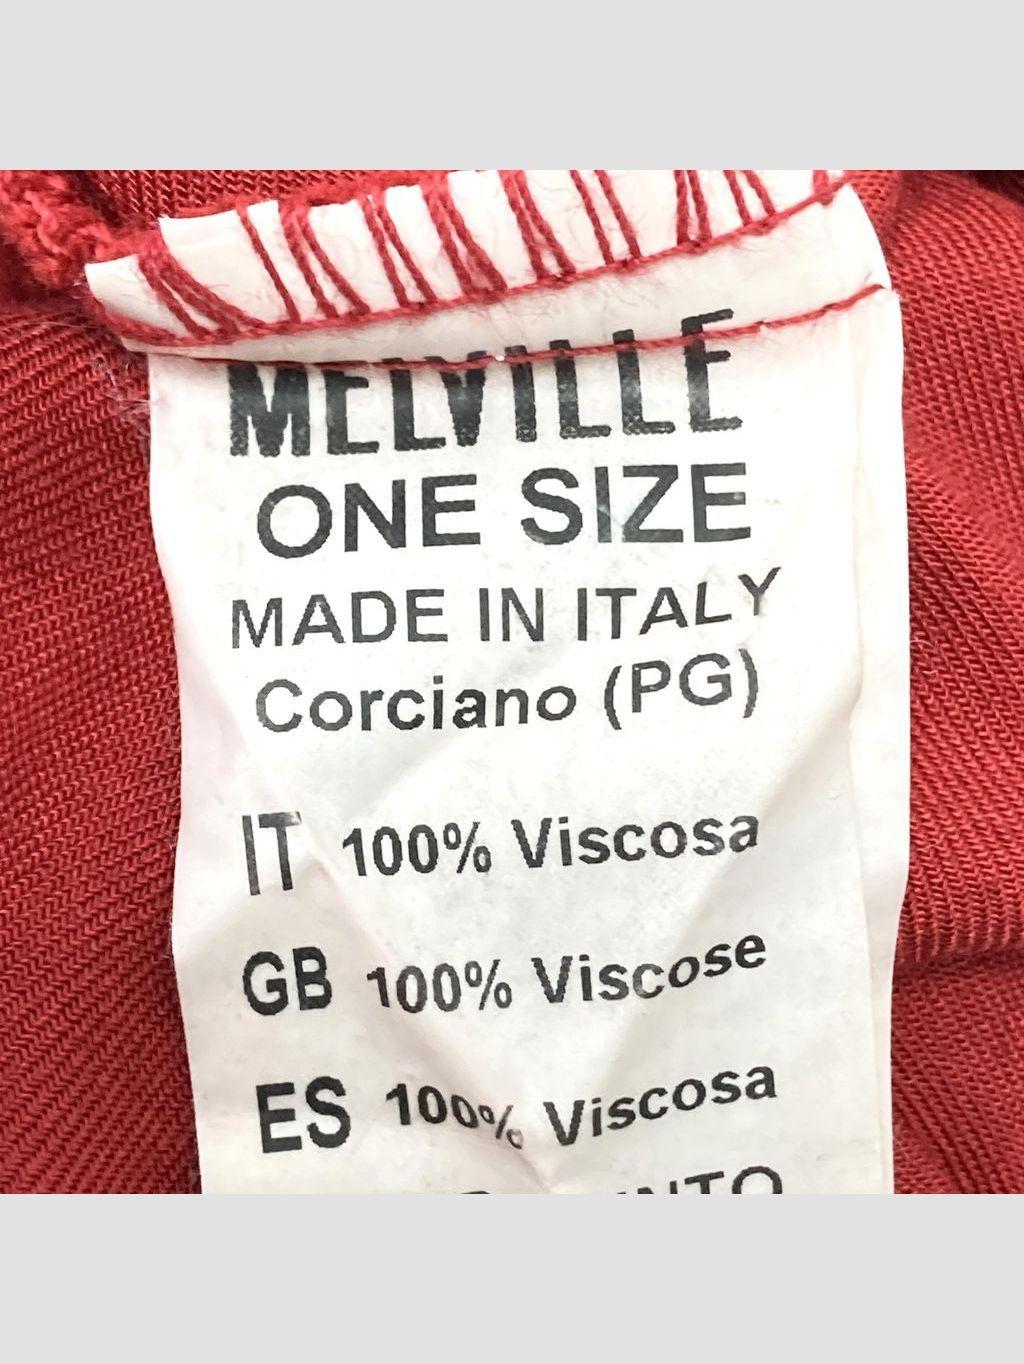 MELVILLE
ONE SIZE
MADE IN ITALY
Corciano (PG)
IT 100% Viscosa
GB 100% Viscose
ES 100% Viscosa